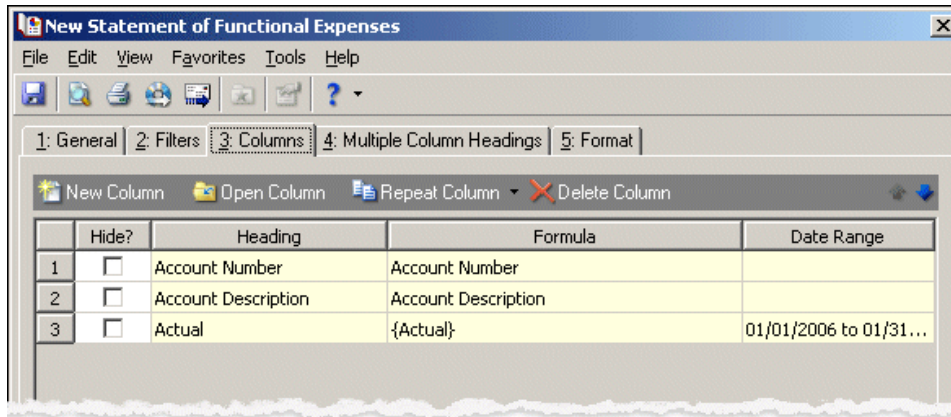 New Statement of Functional Expenses
File Edit View Favorites Tools Help
1: General 2: Filters 3: Columns 4: Multiple Column Headings 5: Format
New Column Open Column Repeat Column Delete Column
Hide? Heading Formula Date Range
1 Account Number Account Number
2 Account Description Account Description
3 Actual {Actual} 01/01/2006 to 01/31...